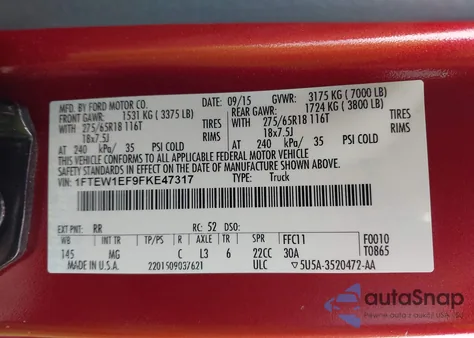 MFD. BY FORD MOTOR CO.
DATE: 09/15 GVWR: 3175 KG (7000 LB)
FRONT GAWR: 1531 KG (3375 LB) REAR GAWR: 1724 KG (3800 LB)
WITH 275/65R18 116T TIRES WITH 275/65R18 116T TIRES
18x7.5J RIMS 18x7.5J RIMS
AT 240 kPa/ 35 PSI COLD AT 240 kPa/ 35 PSI COLD
THIS VEHICLE CONFORMS TO ALL APPLICABLE FEDERAL MOTOR VEHICLE
SAFETY STANDARDS IN EFFECT ON THE DATE OF MANUFACTURE SHOWN ABOVE.
VIN: 1FTEW1EF9FKE47317 TYPE: Truck
EXT PNT: RR RC: 52 DSO:
WB INT TR TP/PS R AXLE TR SPR FFC11 F0010
145 MG C L3 6 22CC 30A T0865
MADE IN U.S.A. 2201509037621 ULC 5U5A-3520472-AA
autoSnap